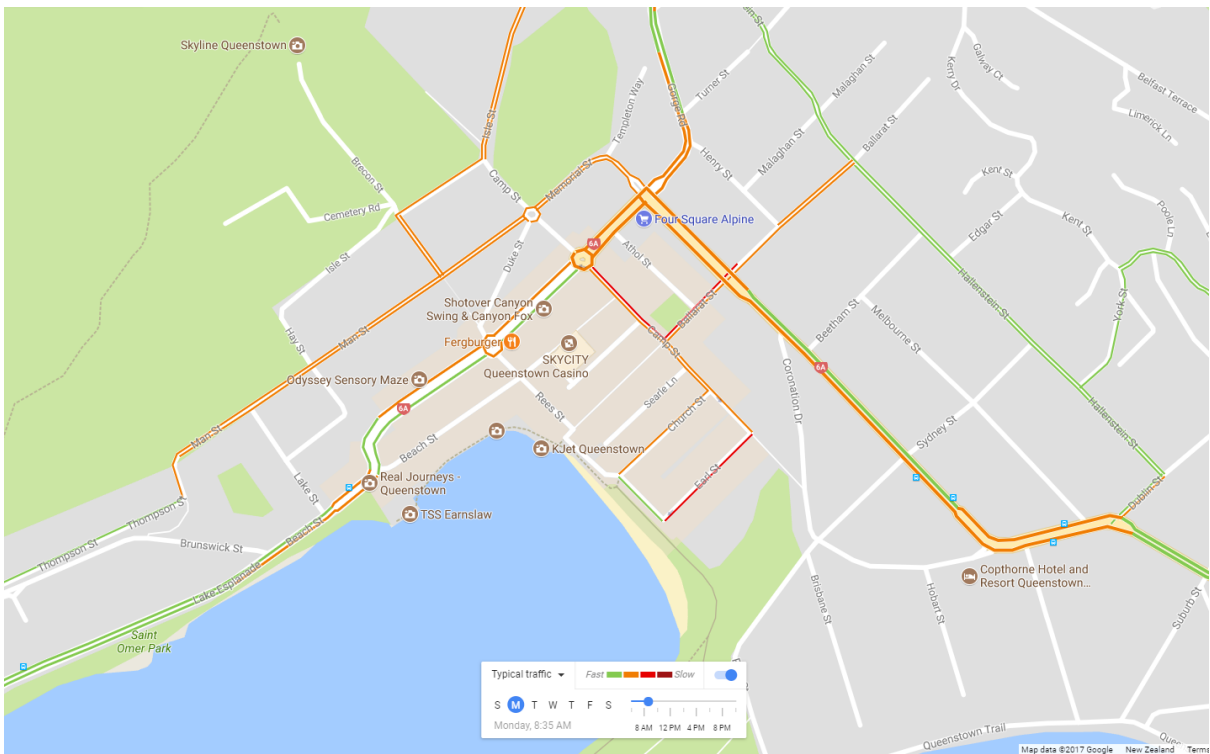 Skyline Queenstown
Isle St
Gorge Rd
Turner St
Malaghan St
Galway Ct
Kerry Dr
Belfast Terrace
Limerick Ln
Templeton Way
Henry St
Malaghan St
Ballarat St
Brecon St
Camp St
Memorial St
Kent St
Kent St
Poole Ln
Cemetery Rd
Four Square Alpine
Edgar St
6A
Athol St
Duke St
Isle St
Hallenstein St
York St
Shotover Canyon
Swing & Canyon Fox
Ballarat St
Beetham St
Melbourne St
Hay St
Man St
Fergburger
Camp St
SKYCITY
Queenstown Casino
Odyssey Sensory Maze
6A
6A
Coronation Dr
Searle Ln
Rees St
Church St
Hallenstein St
Man St
Beach St
KJet Queenstown
Sydney St
Earl St
Lake St
Real Journeys -
Queenstown
Dublin St
TSS Earnslaw
Thompson St
Beach St
Thompson St
Brunswick St
Lake Esplanade
Copthorne Hotel and
Resort Queenstown...
Brisbane St
Hobart St
Suburb St
Saint
Omer Park
Typical traffic
Fast
Slow
S M T W T F S
Monday, 8:35 AM
8 AM 12 PM 4 PM 8 PM
Queenstown Trail
Map data ©2017 Google New Zealand Terms